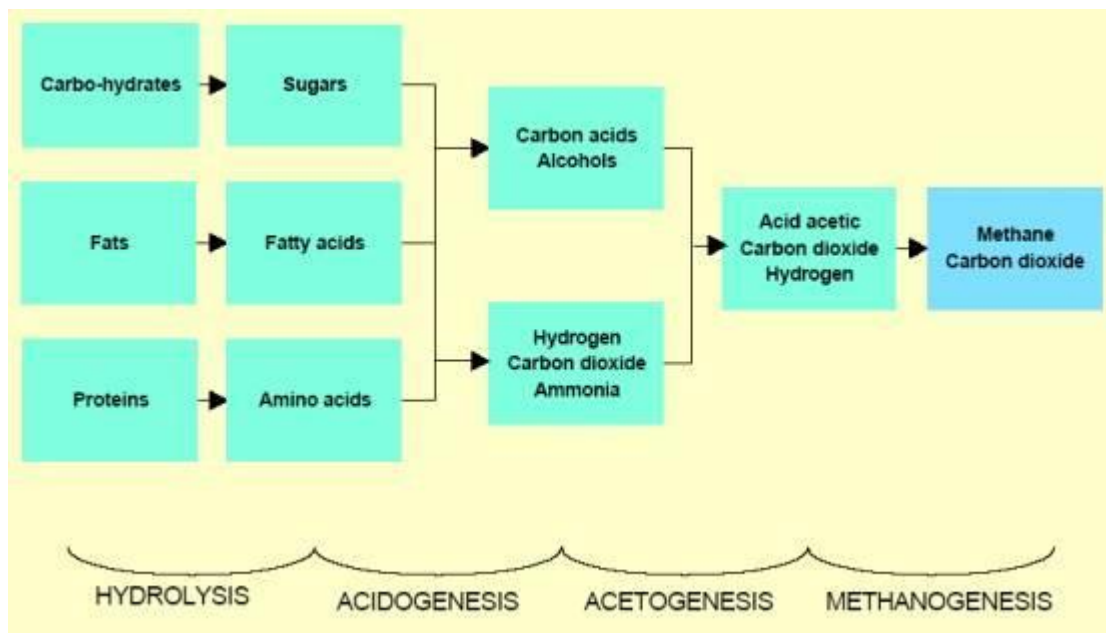 Carbo-hydrates
Sugars
Carbon acids
Alcohols
Fats
Fatty acids
Acid acetic
Carbon dioxide
Hydrogen
Methane
Carbon dioxide
Hydrogen
Carbon dioxide
Ammonia
Proteins
Amino acids
HYDROLYSIS
ACIDOGENESIS
ACETOGENESIS
METHANOGENESIS